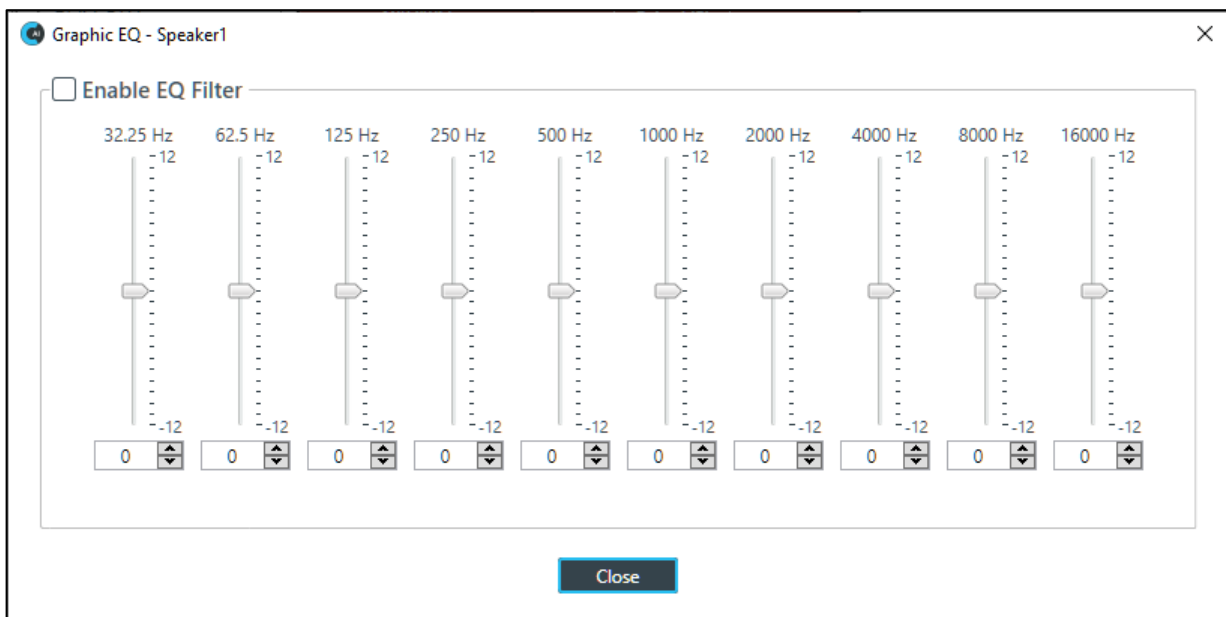 Graphic EQ - Speaker1
Enable EQ Filter
32.25 Hz 62.5 Hz 125 Hz 250 Hz 500 Hz 1000 Hz 2000 Hz 4000 Hz 8000 Hz 16000 Hz
12 12 12 12 12 12 12 12 12 12
-12 -12 -12 -12 -12 -12 -12 -12 -12 -12
0 0 0 0 0 0 0 0 0 0
Close